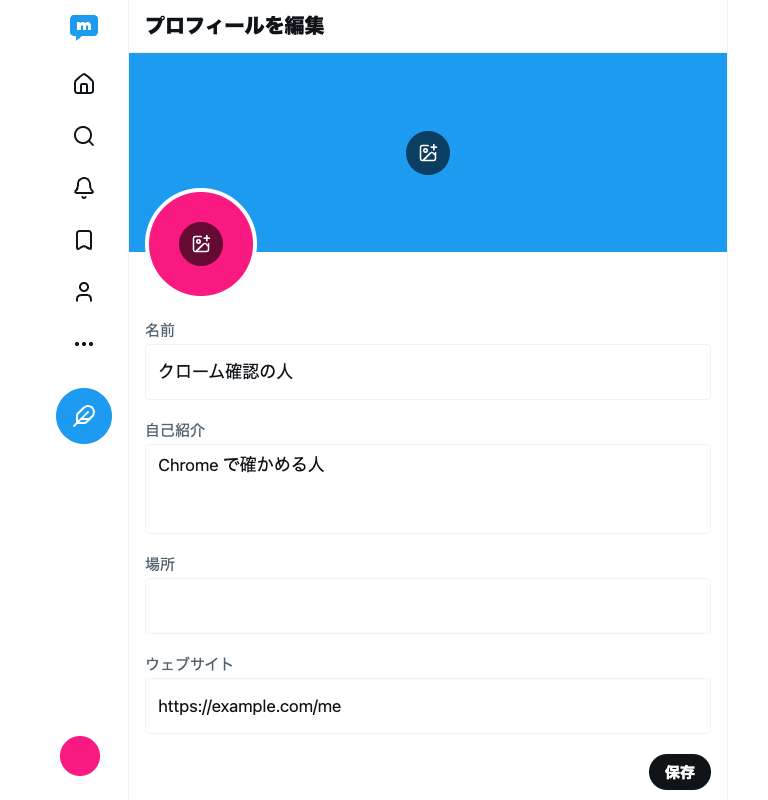 m
プロフィールを編集
名前
クローム確認の人
自己紹介
Chrome で確かめる人
場所
ウェブサイト
https://example.com/me
保存